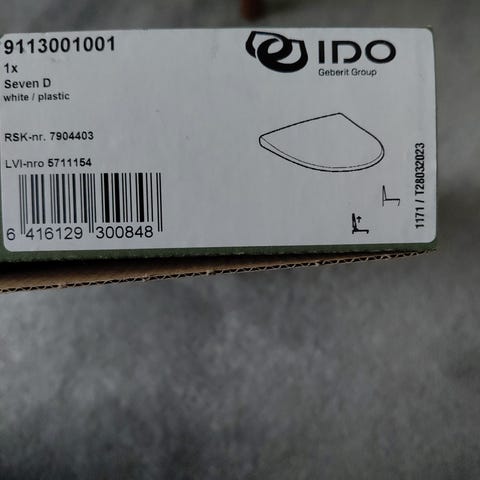 9113001001
1x
Seven D
white / plastic
RSK-nr. 7904403
LVI-nro 5711154
6 416129 300848
IDO
Geberit Group
1171 / T28032023